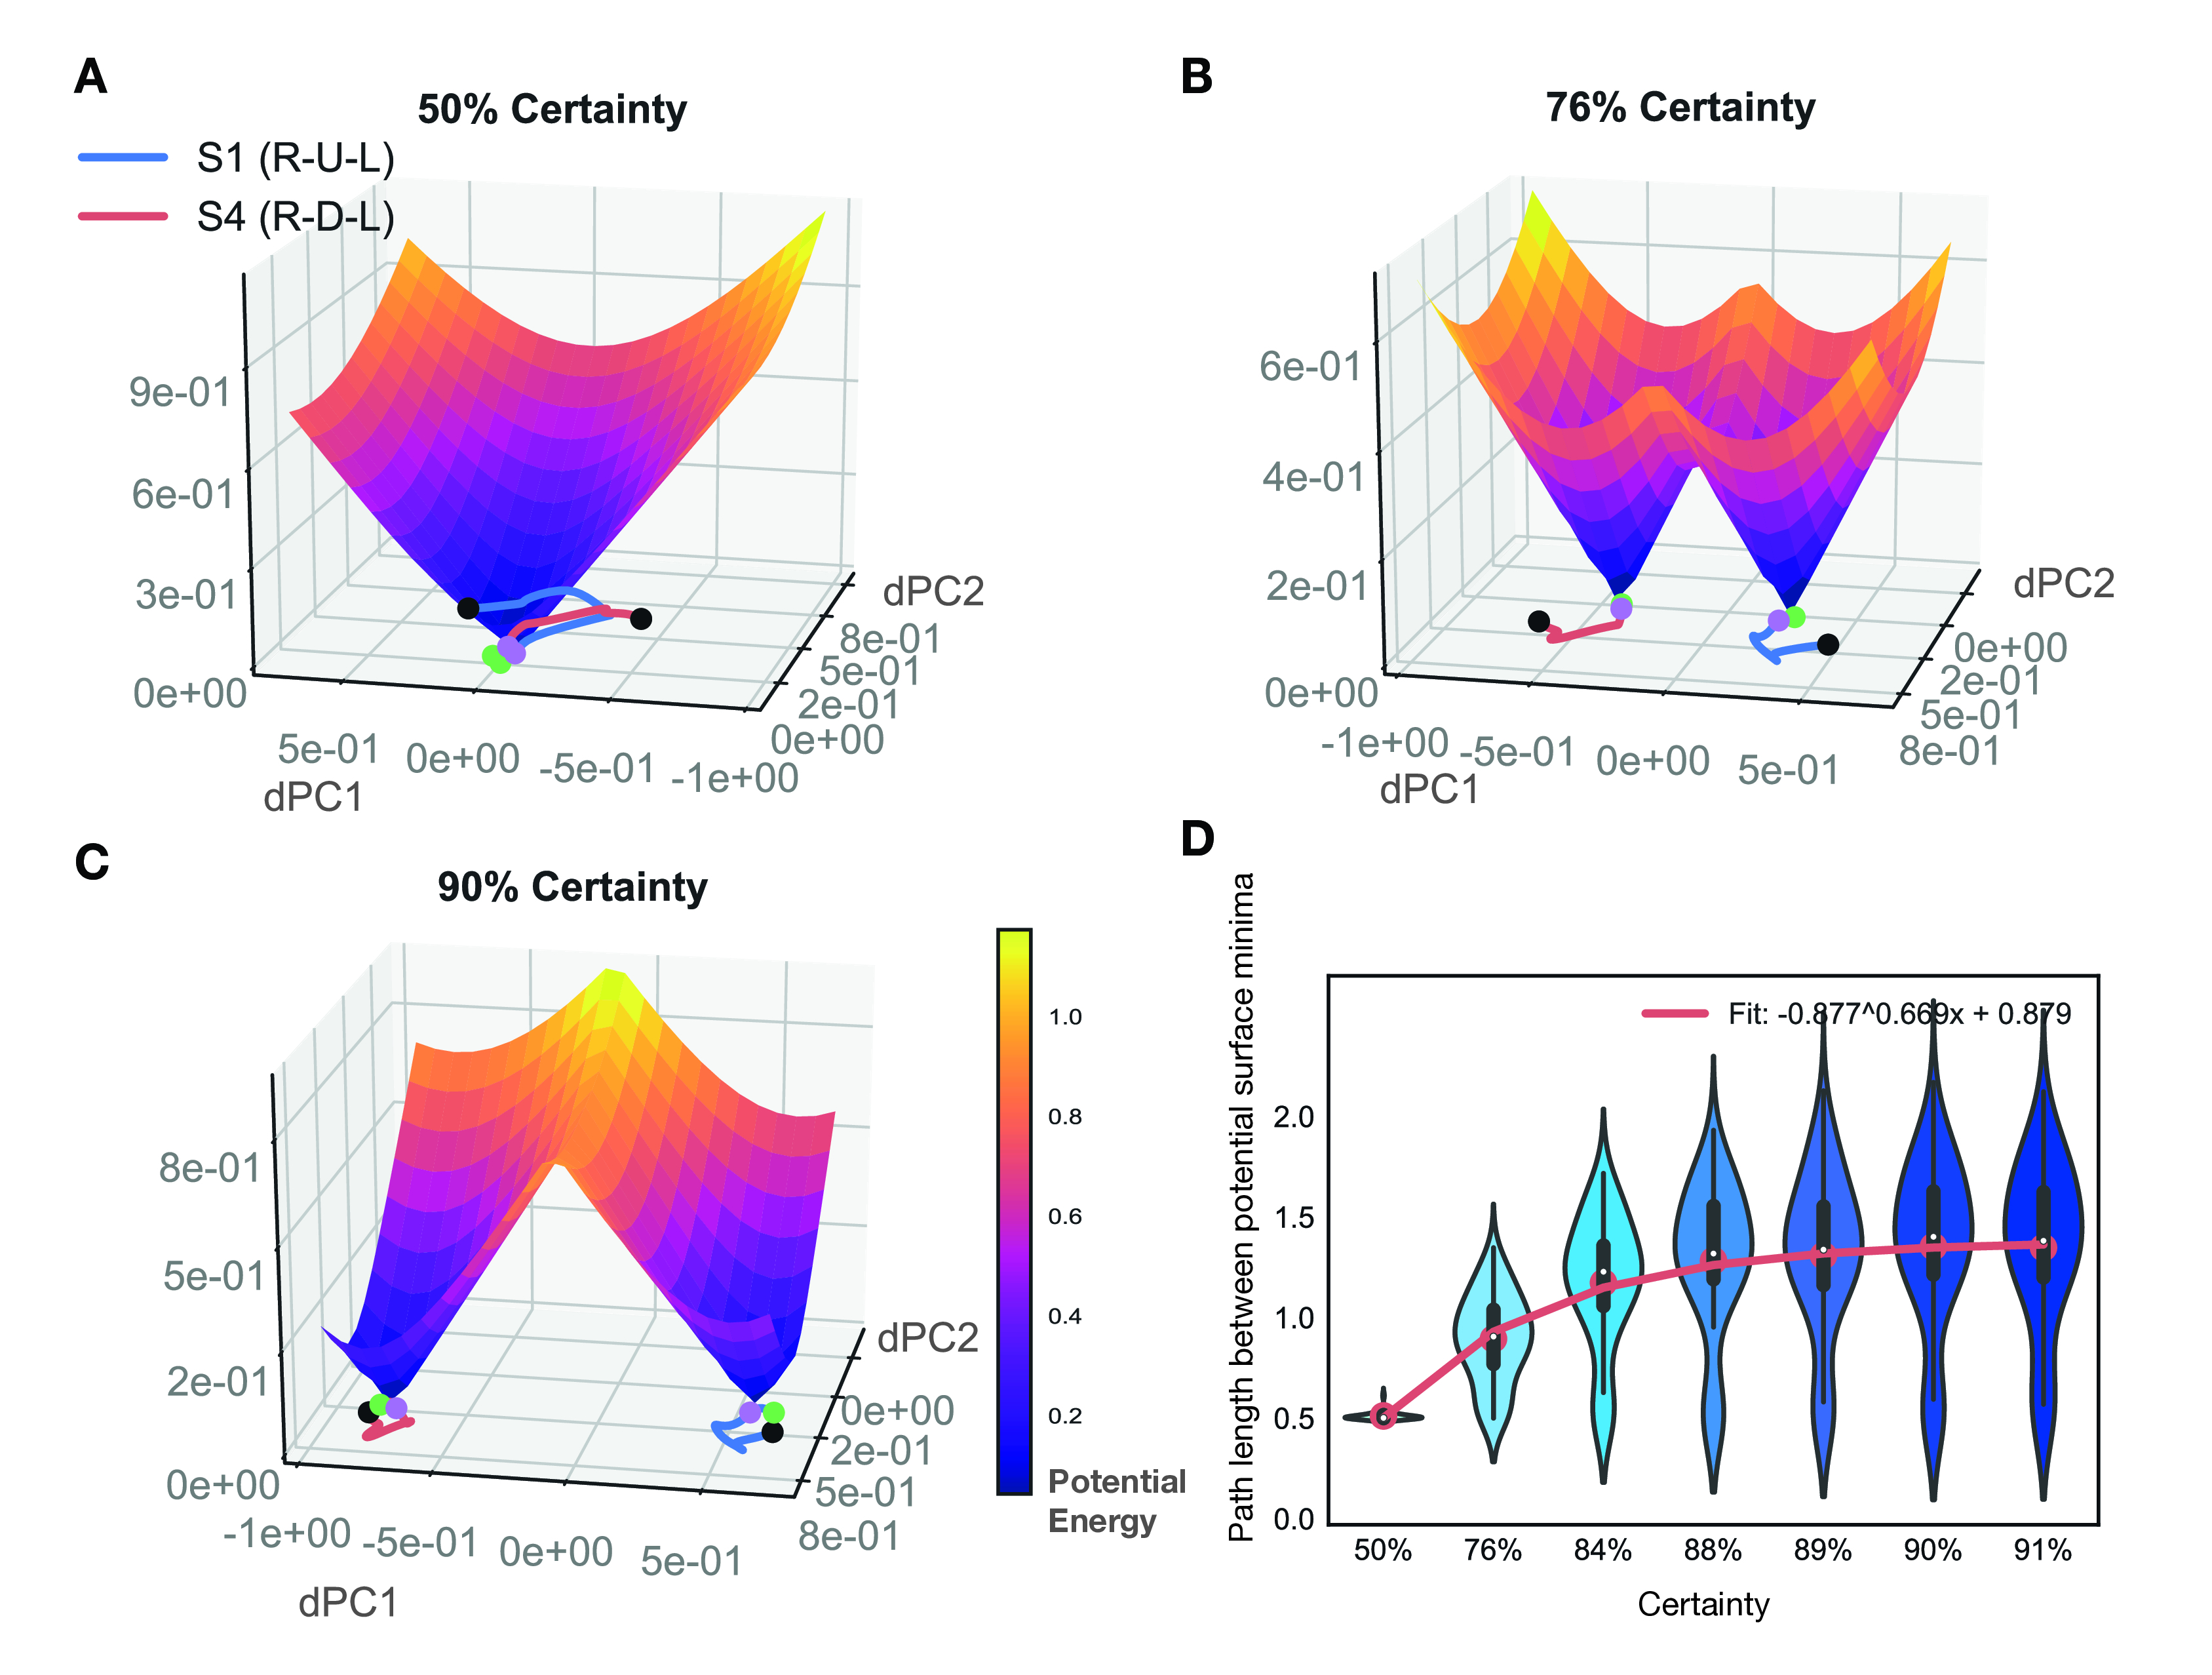 A
50% Certainty
S1 (R-U-L)
S4 (R-D-L)
9e-01
6e-01
3e-01
0e+00
5e-01
0e+00
-5e-01
-1e+00
dPC1
dPC2
8e-01
5e-01
2e-01
0e+00
B
76% Certainty
6e-01
4e-01
2e-01
0e+00
-1e+00
-5e-01
0e+00
5e-01
dPC1
dPC2
0e+00
2e-01
5e-01
8e-01
C
90% Certainty
8e-01
5e-01
2e-01
0e+00
-1e+00
-5e-01
0e+00
5e-01
dPC1
dPC2
0e+00
2e-01
5e-01
8e-01
1.0
0.8
0.6
0.4
0.2
Potential
Energy
D
Path length between potential surface minima
Fit: -0.877^0.669x + 0.879
2.0
1.5
1.0
0.5
0.0
50%
76%
84%
88%
89%
90%
91%
Certainty